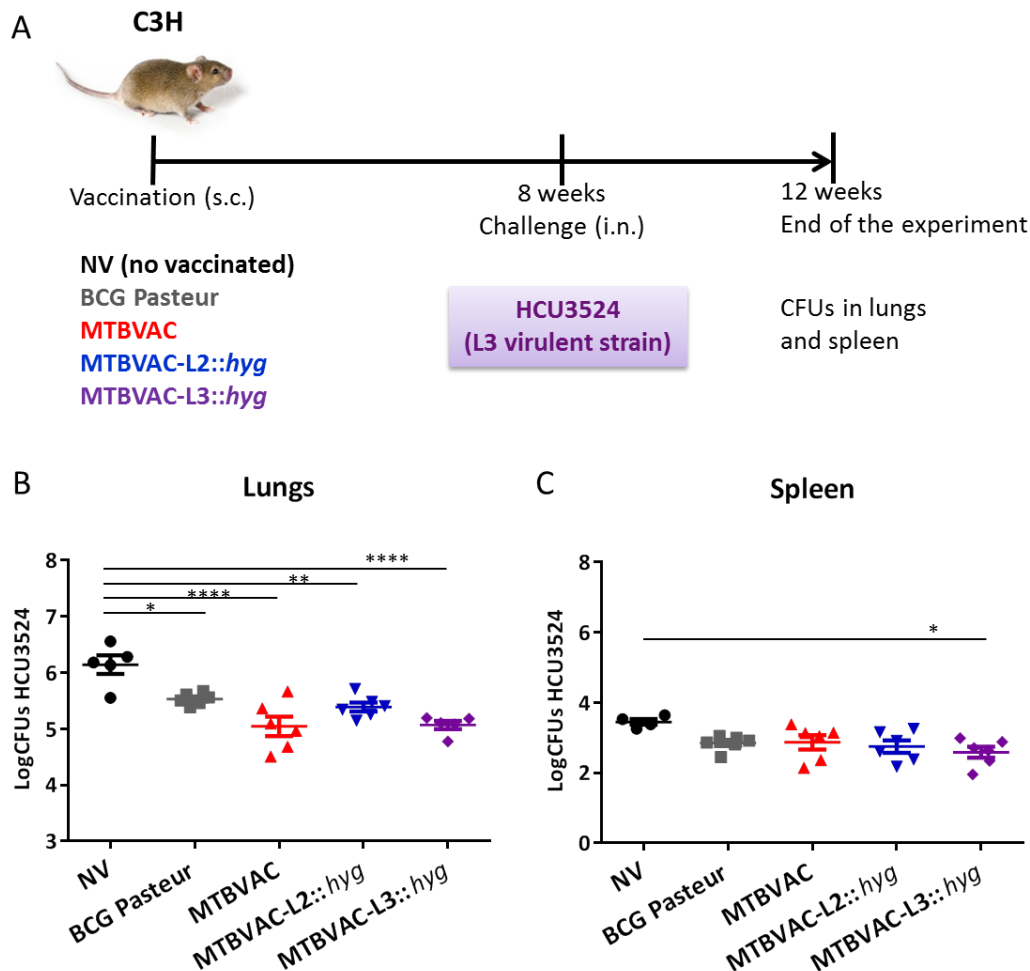 A
C3H
Vaccination (s.c.)
8 weeks
Challenge (i.n.)
12 weeks
End of the experiment
NV (no vaccinated)
BCG Pasteur
MTBVAC
MTBVAC-L2::hyg
MTBVAC-L3::hyg
HCU3524
(L3 virulent strain)
CFUs in lungs
and spleen
B
Lungs
LogCFUs HCU3524
8
7
6
5
4
3
****
**
****
*
NV
BCG Pasteur
MTBVAC
MTBVAC-L2::hyg
MTBVAC-L3::hyg
C
Spleen
LogCFUs HCU3524
8
6
4
2
0
*
NV
BCG Pasteur
MTBVAC
MTBVAC-L2::hyg
MTBVAC-L3::hyg